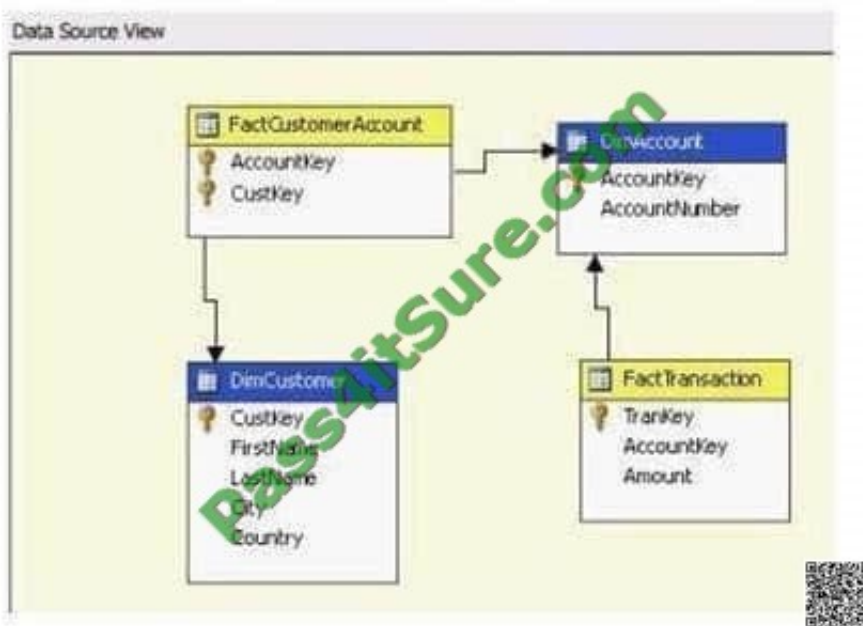 Data Source View
FactCustomerAccount
AccountKey
CustKey
DimAccount
AccountKey
AccountNumber
DimCustomer
CustKey
FirstName
LastName
City
Country
FactTransaction
TranKey
AccountKey
Amount
Pass4itSure.com